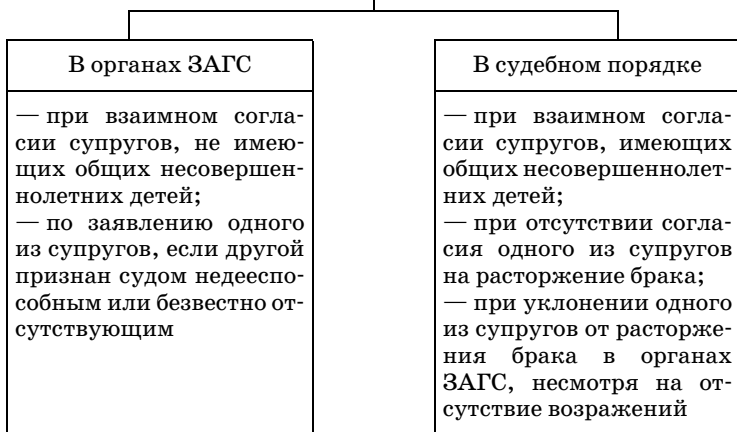 В органах ЗАГС
— при взаимном согла-
сии супругов, не имею-
щих общих несовершен-
нолетних детей;
— по заявлению одного
из супругов, если другой
признан судом недееспо-
собным или безвестно от-
сутствующим
В судебном порядке
— при взаимном согла-
сии супругов, имеющих
общих несовершеннолет-
них детей;
— при отсутствии согла-
сия одного из супругов
на расторжение брака;
— при уклонении одного
из супругов от расторже-
ния брака в органах
ЗАГС, несмотря на от-
сутствие возражений